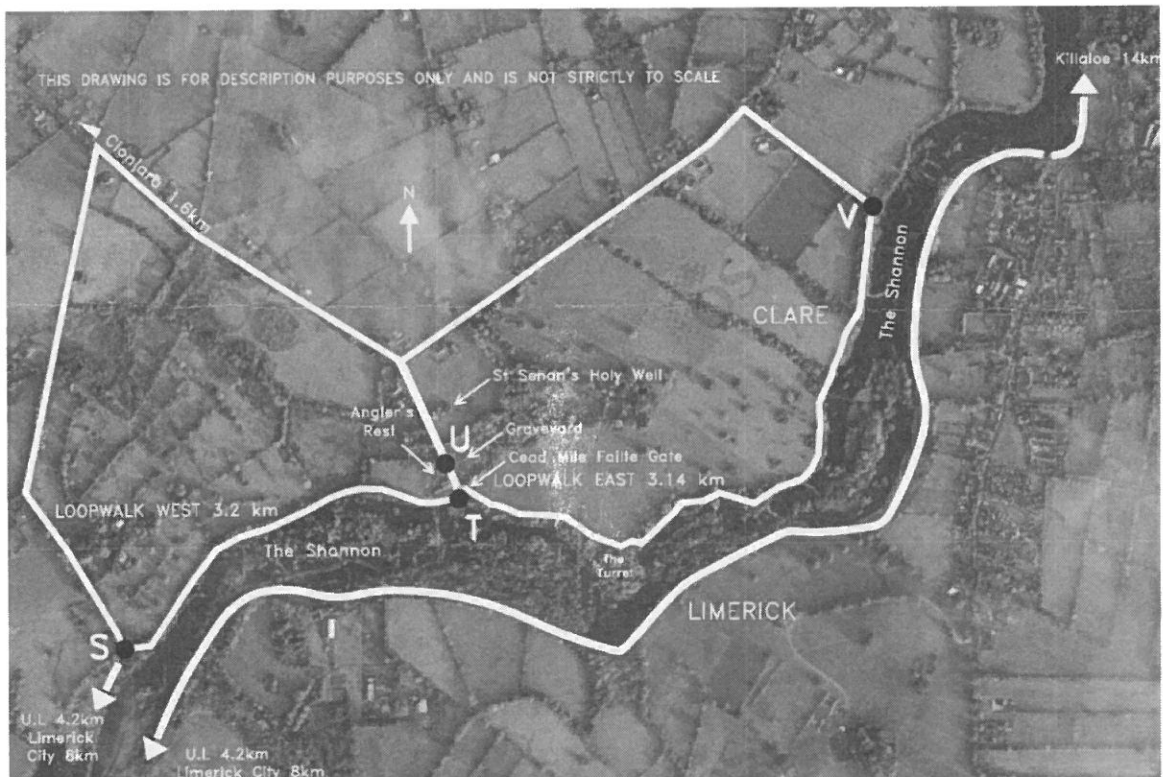 Killaloe 14km
THIS DRAWING IS FOR DESCRIPTION PURPOSES ONLY AND IS NOT STRICTLY TO SCALE
Clonlara 1.6km
N
V
The Shannon
CLARE
St Senan's Holy Well
Angler's
Rest
U
Graveyard
Cead Mile Failte Gate
LOOPWALK EAST 3.14 km
LOOPWALK WEST 3.2 km
T
The Shannon
The
Turret
LIMERICK
I
S
U.L 4.2km
Limerick
City 8km
U.L 4.2km
Limerick City 8km